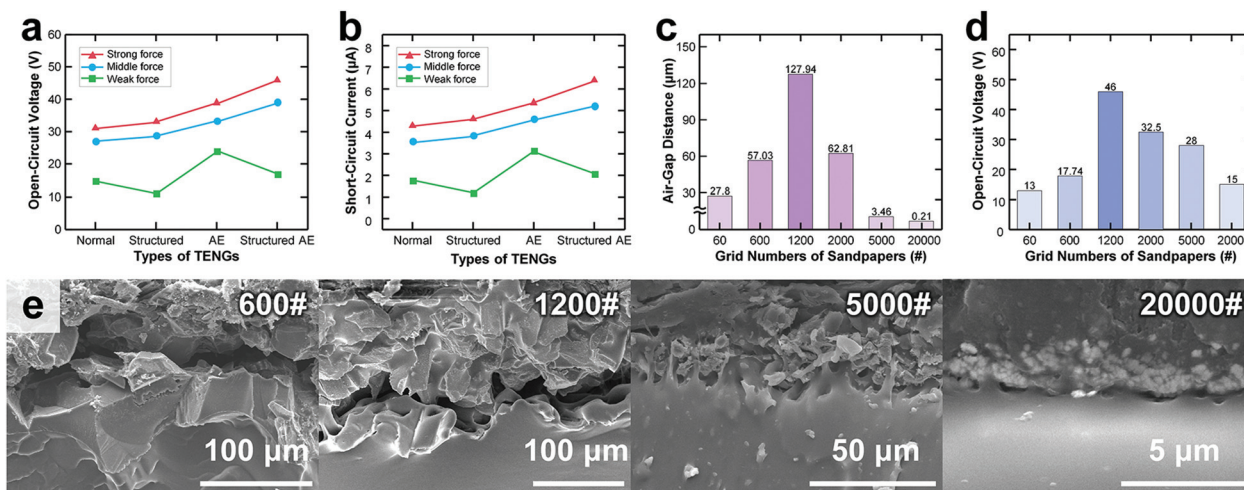 a
60
50
40
30
20
10
0
Open-Circuit Voltage (V)
Strong force
Middle force
Weak force
Normal Structured AE Structured AE
Types of TENGs
b
8
7
6
5
4
3
2
1
0
Short-Circuit Current (μA)
Strong force
Middle force
Weak force
Normal Structured AE Structured AE
Types of TENGs
c
150
120
90
60
30
0
Air-Gap Distance (μm)
27.8
57.03
127.94
62.81
3.46
0.21
60 600 1200 2000 5000 20000
Grid Numbers of Sandpapers (#)
d
60
50
40
30
20
10
0
Open-Circuit Voltage (V)
13
17.74
46
32.5
28
15
60 600 1200 2000 5000 20000
Grid Numbers of Sandpapers (#)
e
600#
100 μm
1200#
100 μm
5000#
50 μm
20000#
5 μm